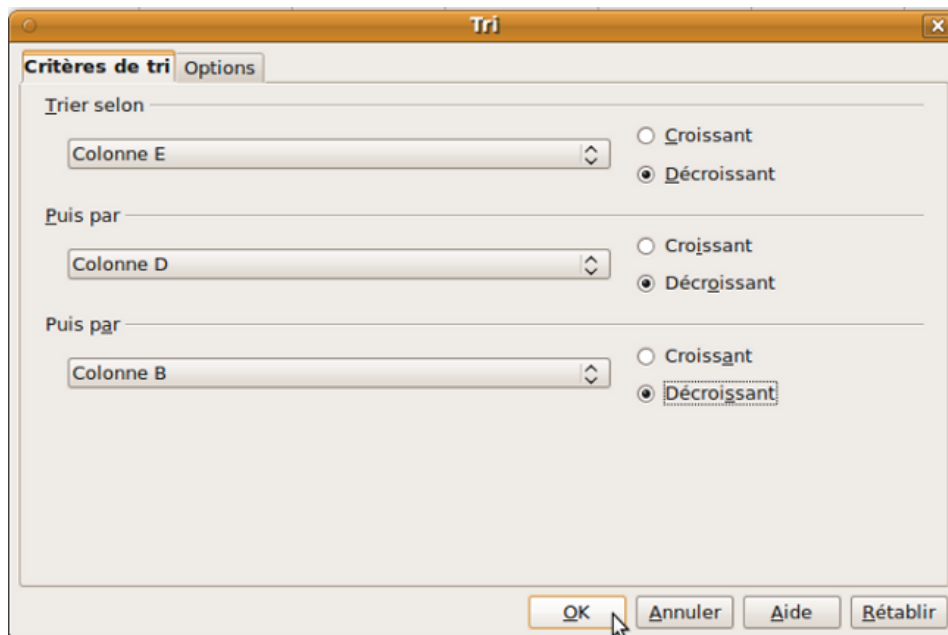 Tri
Critères de tri Options
Trier selon
Colonne E
Croissant
Décroissant
Puis par
Colonne D
Croissant
Décroissant
Puis par
Colonne B
Croissant
Décroissant
OK Annuler Aide Rétablir